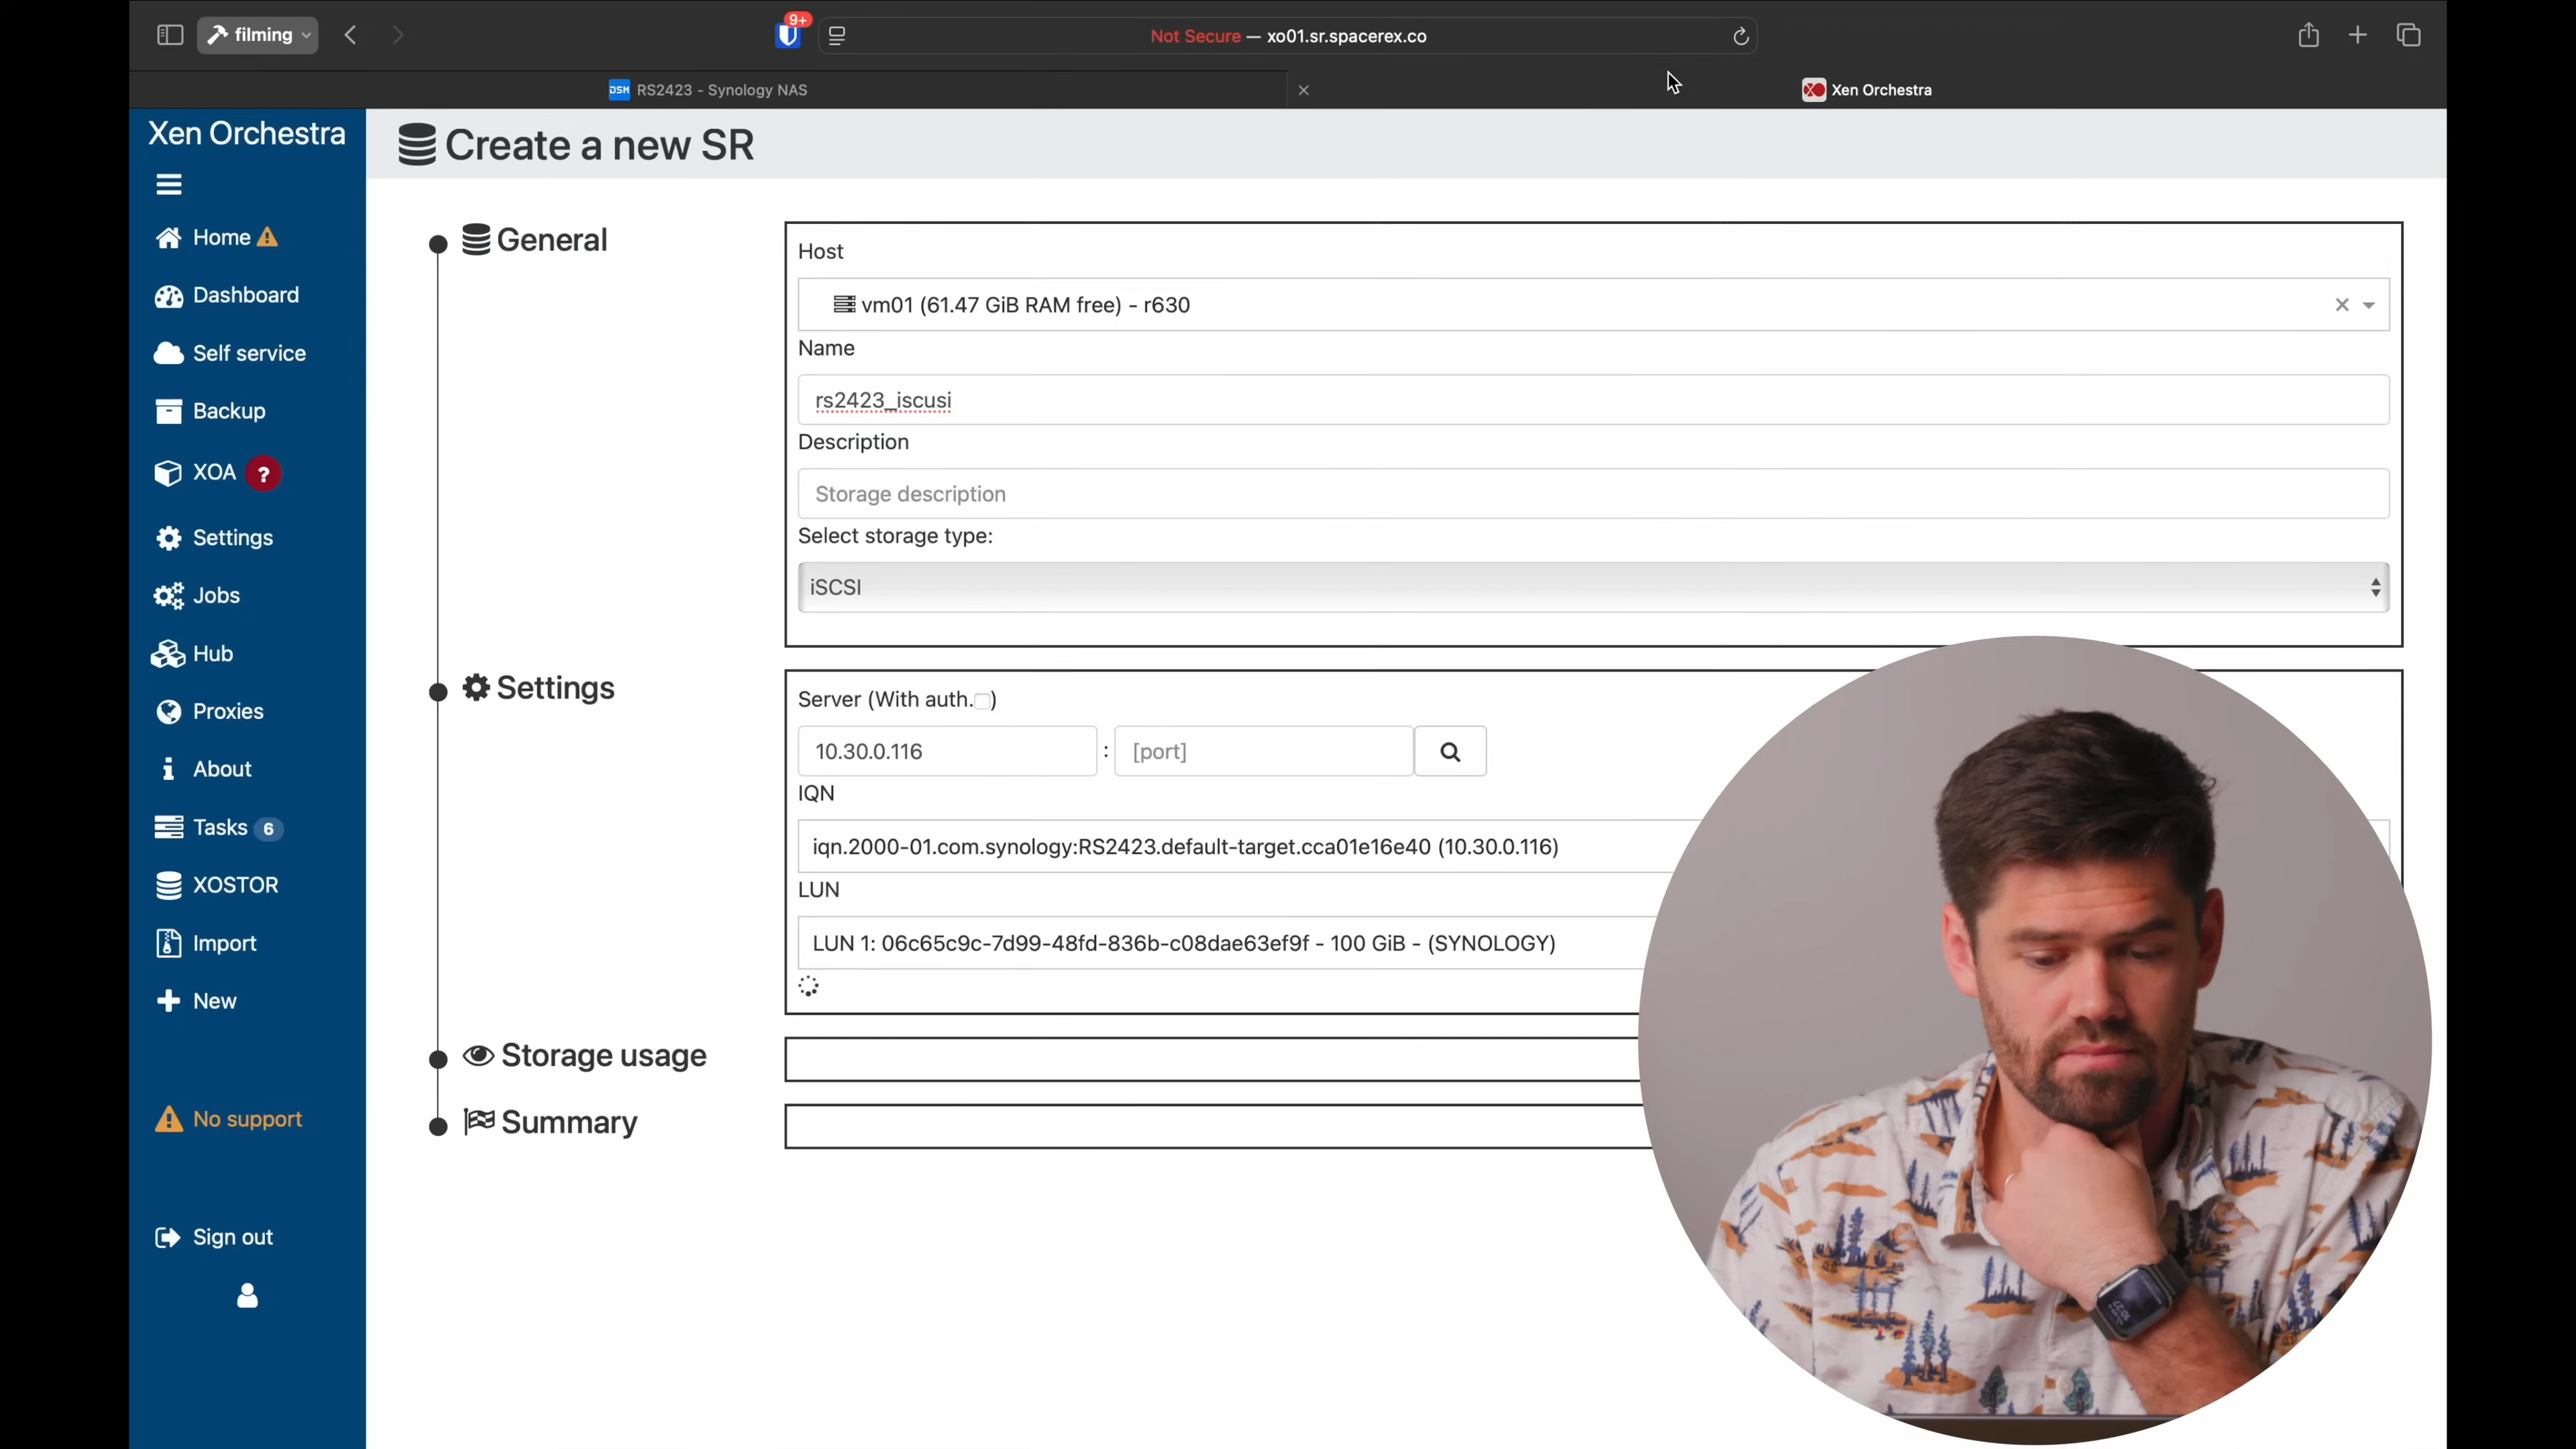 filming
9+
Not Secure — xo01.sr.spacerex.co
DSM RS2423 - Synology NAS
Xen Orchestra
Xen Orchestra
Create a new SR
Home
Dashboard
Self service
Backup
XOA ?
Settings
Jobs
Hub
Proxies
About
Tasks 6
XOSTOR
Import
New
No support
Sign out
General
Host
vm01 (61.47 GiB RAM free) - r630
Name
rs2423_iscusi
Description
Storage description
Select storage type:
iSCSI
Settings
Server (With auth. )
10.30.0.116 : [port]
IQN
iqn.2000-01.com.synology:RS2423.default-target.cca01e16e40 (10.30.0.116)
LUN
LUN 1: 06c65c9c-7d99-48fd-836b-c08dae63ef9f - 100 GiB - (SYNOLOGY)
Storage usage
Summary